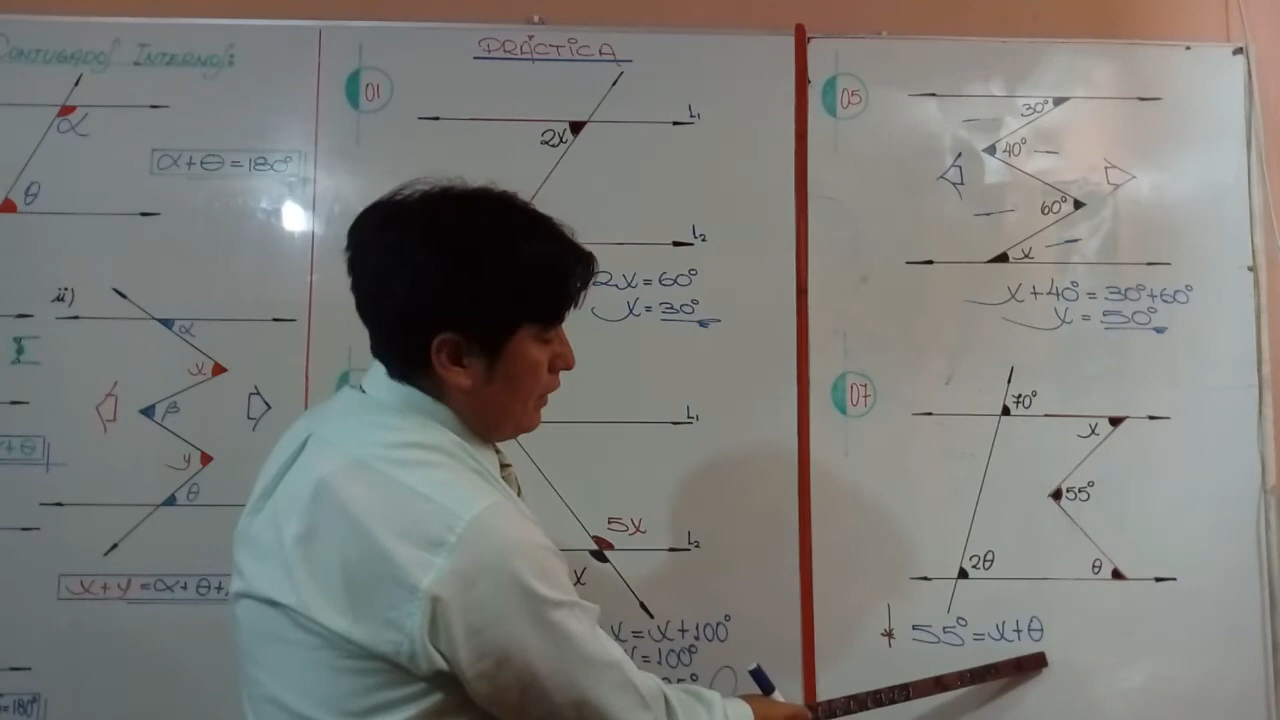 CONJUGADOS INTERNOS:
α
θ
α+θ=180°
ii)
α
x
β
y
θ
x+y=α+θ+
+θ
=180°
PRÁCTICA
01
L1
2x
L2
2x=60°
x=30°
L1
5x
L2
x
x=x+100°
=100°
05
30°
40°
60°
x
x+40°=30°+60°
x=50°
07
70°
x
55°
2θ
θ
* 55°=x+θ